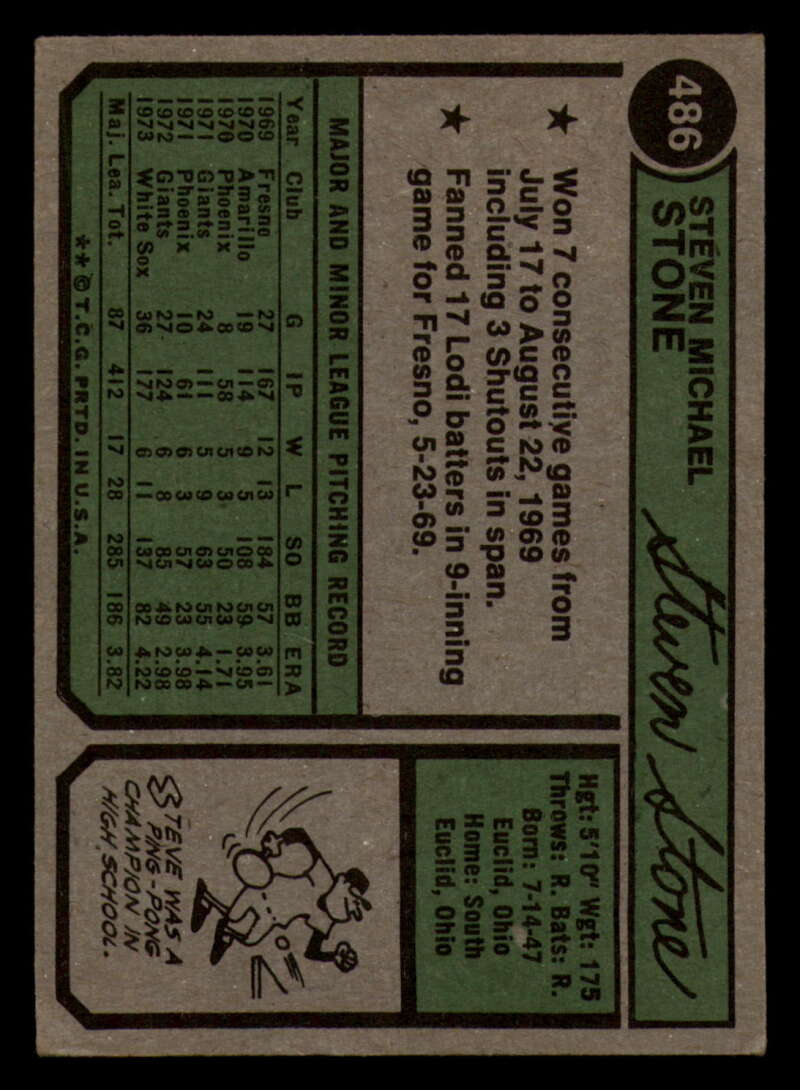 486
STEVEN MICHAEL
STONE
Steven Stone
★ Won 7 consecutive games from
July 17 to August 22, 1969
including 3 Shutouts in span.
★ Fanned 17 Lodi batters in 9-inning
game for Fresno, 5-23-69.
MAJOR AND MINOR LEAGUE PITCHING RECORD
Year Club G IP W L SO BB ERA
1969 Fresno 27 167 12 13 184 57 3.61
1970 Amarillo 19 114 9 5 108 59 3.95
1970 Phoenix 8 58 5 3 50 23 1.71
1971 Giants 24 111 5 9 63 55 4.14
1971 Phoenix 10 61 6 3 57 23 3.98
1972 Giants 27 124 6 8 85 49 2.98
1973 White Sox 36 177 6 11 137 82 4.22
Maj. Lea. Tot. 87 412 17 28 285 186 3.82
**©T.C.G. PRTD. IN U.S.A.
Hgt: 5'10" Wgt: 175
Throws: R. Bats: R.
Born: 7-14-47
Euclid, Ohio
Home: South
Euclid, Ohio
STEVE WAS A
PING-PONG
CHAMPION IN
HIGH SCHOOL.